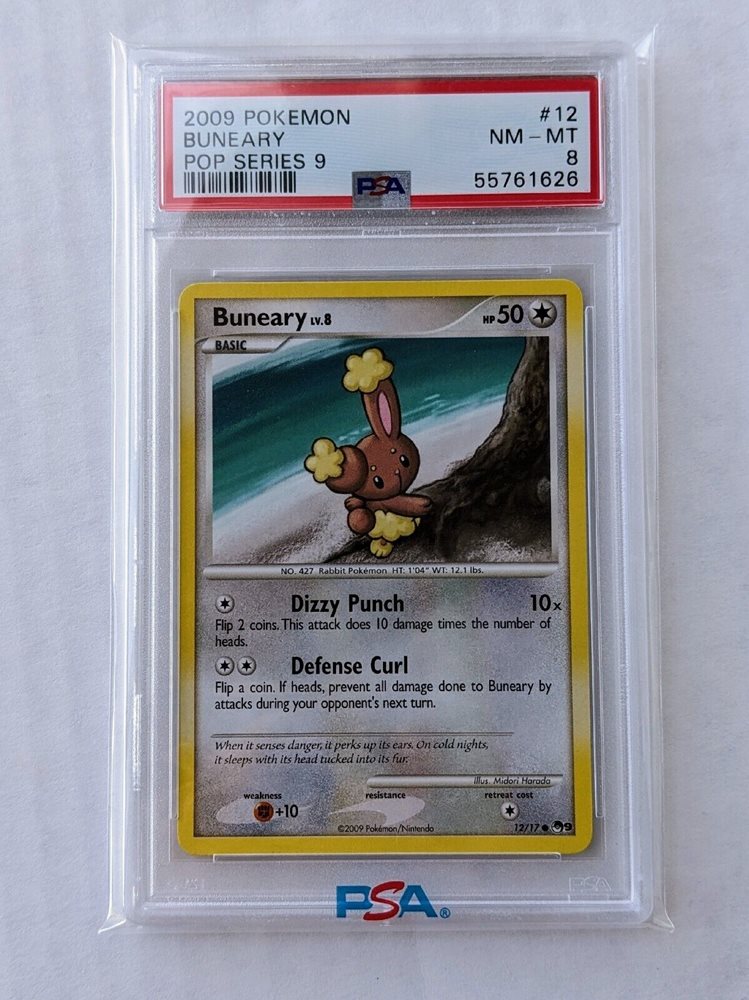 2009 POKEMON #12
BUNEARY NM - MT
POP SERIES 9 8
55761626
PSA
Buneary LV.8 HP 50
BASIC
NO. 427 Rabbit Pokémon HT: 1'04" WT: 12.1 lbs.
Dizzy Punch 10x
Flip 2 coins. This attack does 10 damage times the number of
heads.
Defense Curl
Flip a coin. If heads, prevent all damage done to Buneary by
attacks during your opponent's next turn.
When it senses danger, it perks up its ears. On cold nights,
it sleeps with its head tucked into its fur.
Illus. Midori Harada
weakness resistance retreat cost
+10
©2009 Pokémon/Nintendo 12/17 ● 9
PSA
PSA®